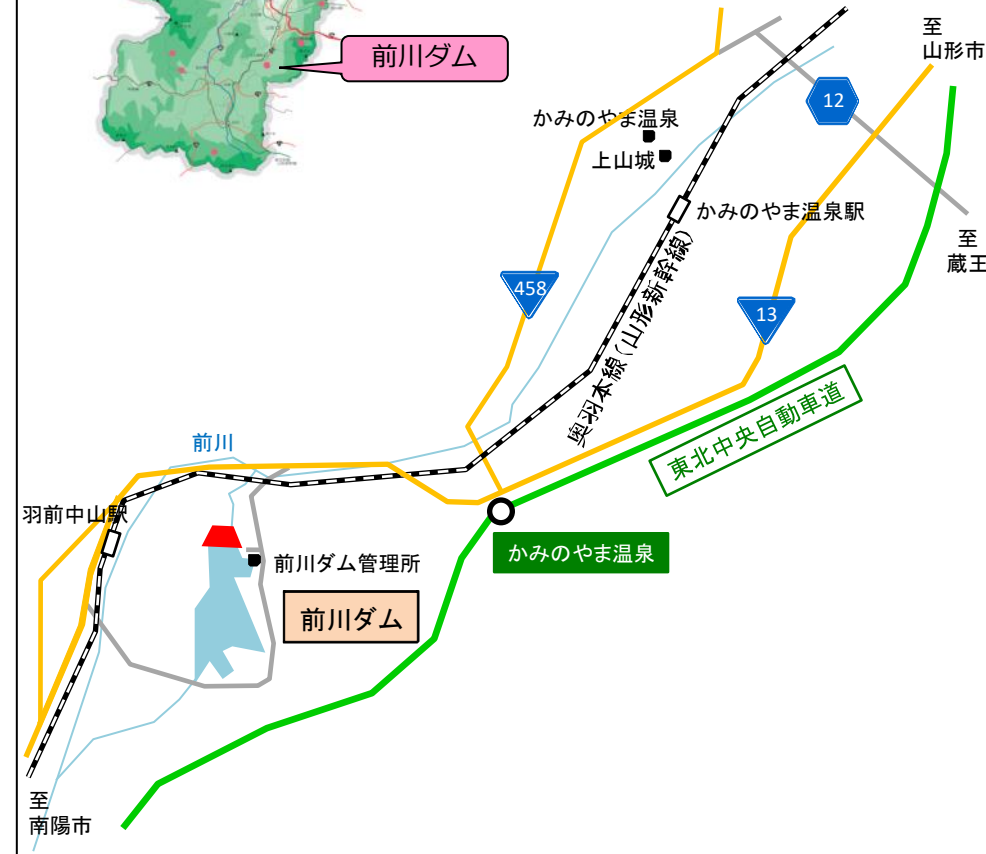 前川ダム
至
山形市
12
かみのやま温泉
上山城
かみのやま温泉駅
至
蔵王
458
13
奥羽本線(山形新幹線)
東北中央自動車道
前川
羽前中山駅
かみのやま温泉
前川ダム管理所
前川ダム
至
南陽市